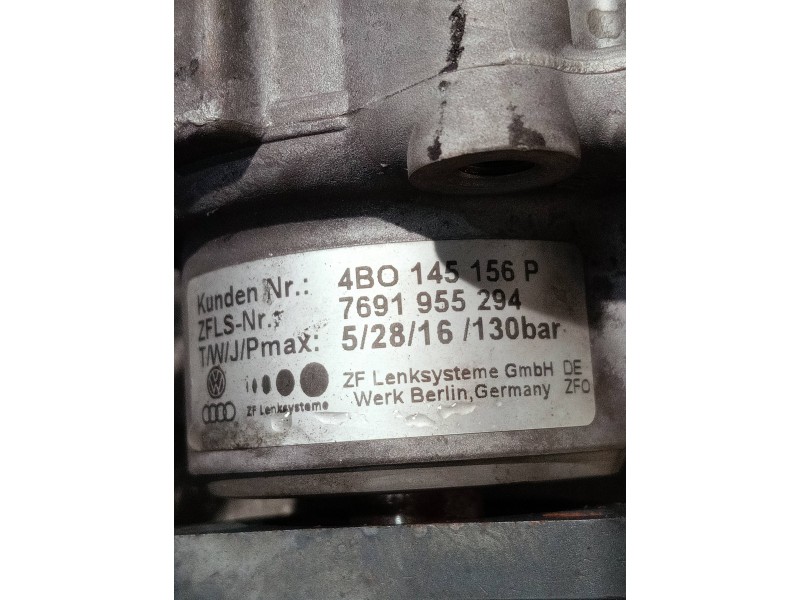 Kunden Nr.: 4BO 145 156 P
ZFLS-Nr.: 7691 955 294
T/W/J/Pmax: 5/28/16 /130bar
ZF Lenksysteme GmbH DE
Werk Berlin,Germany ZFO
ZF Lenksysteme